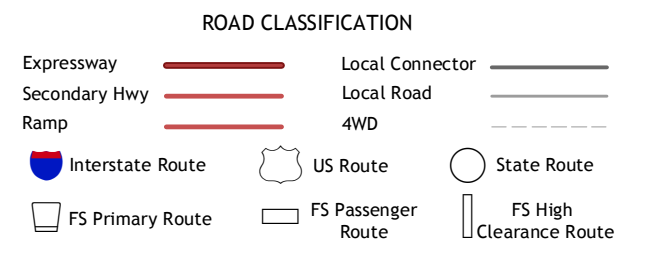 ROAD CLASSIFICATION
Expressway
Local Connector
Secondary Hwy
Local Road
Ramp
4WD
Interstate Route
US Route
State Route
FS Primary Route
FS Passenger
Route
FS High
Clearance Route